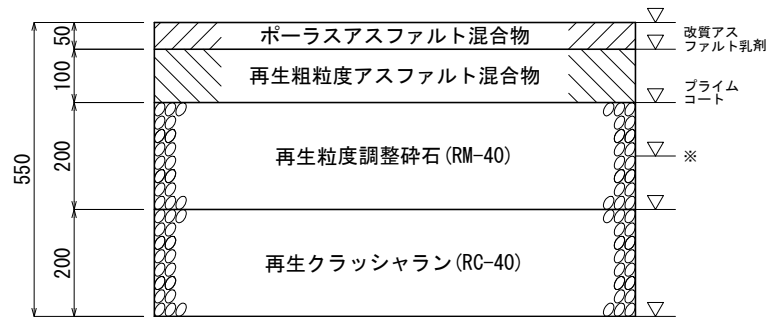 50
ポーラスアスファルト混合物
改質アス
ファルト乳剤
100
再生粗粒度アスファルト混合物
プライム
コート
550
200
再生粒度調整砕石(RM-40)
※
200
再生クラッシャラン(RC-40)